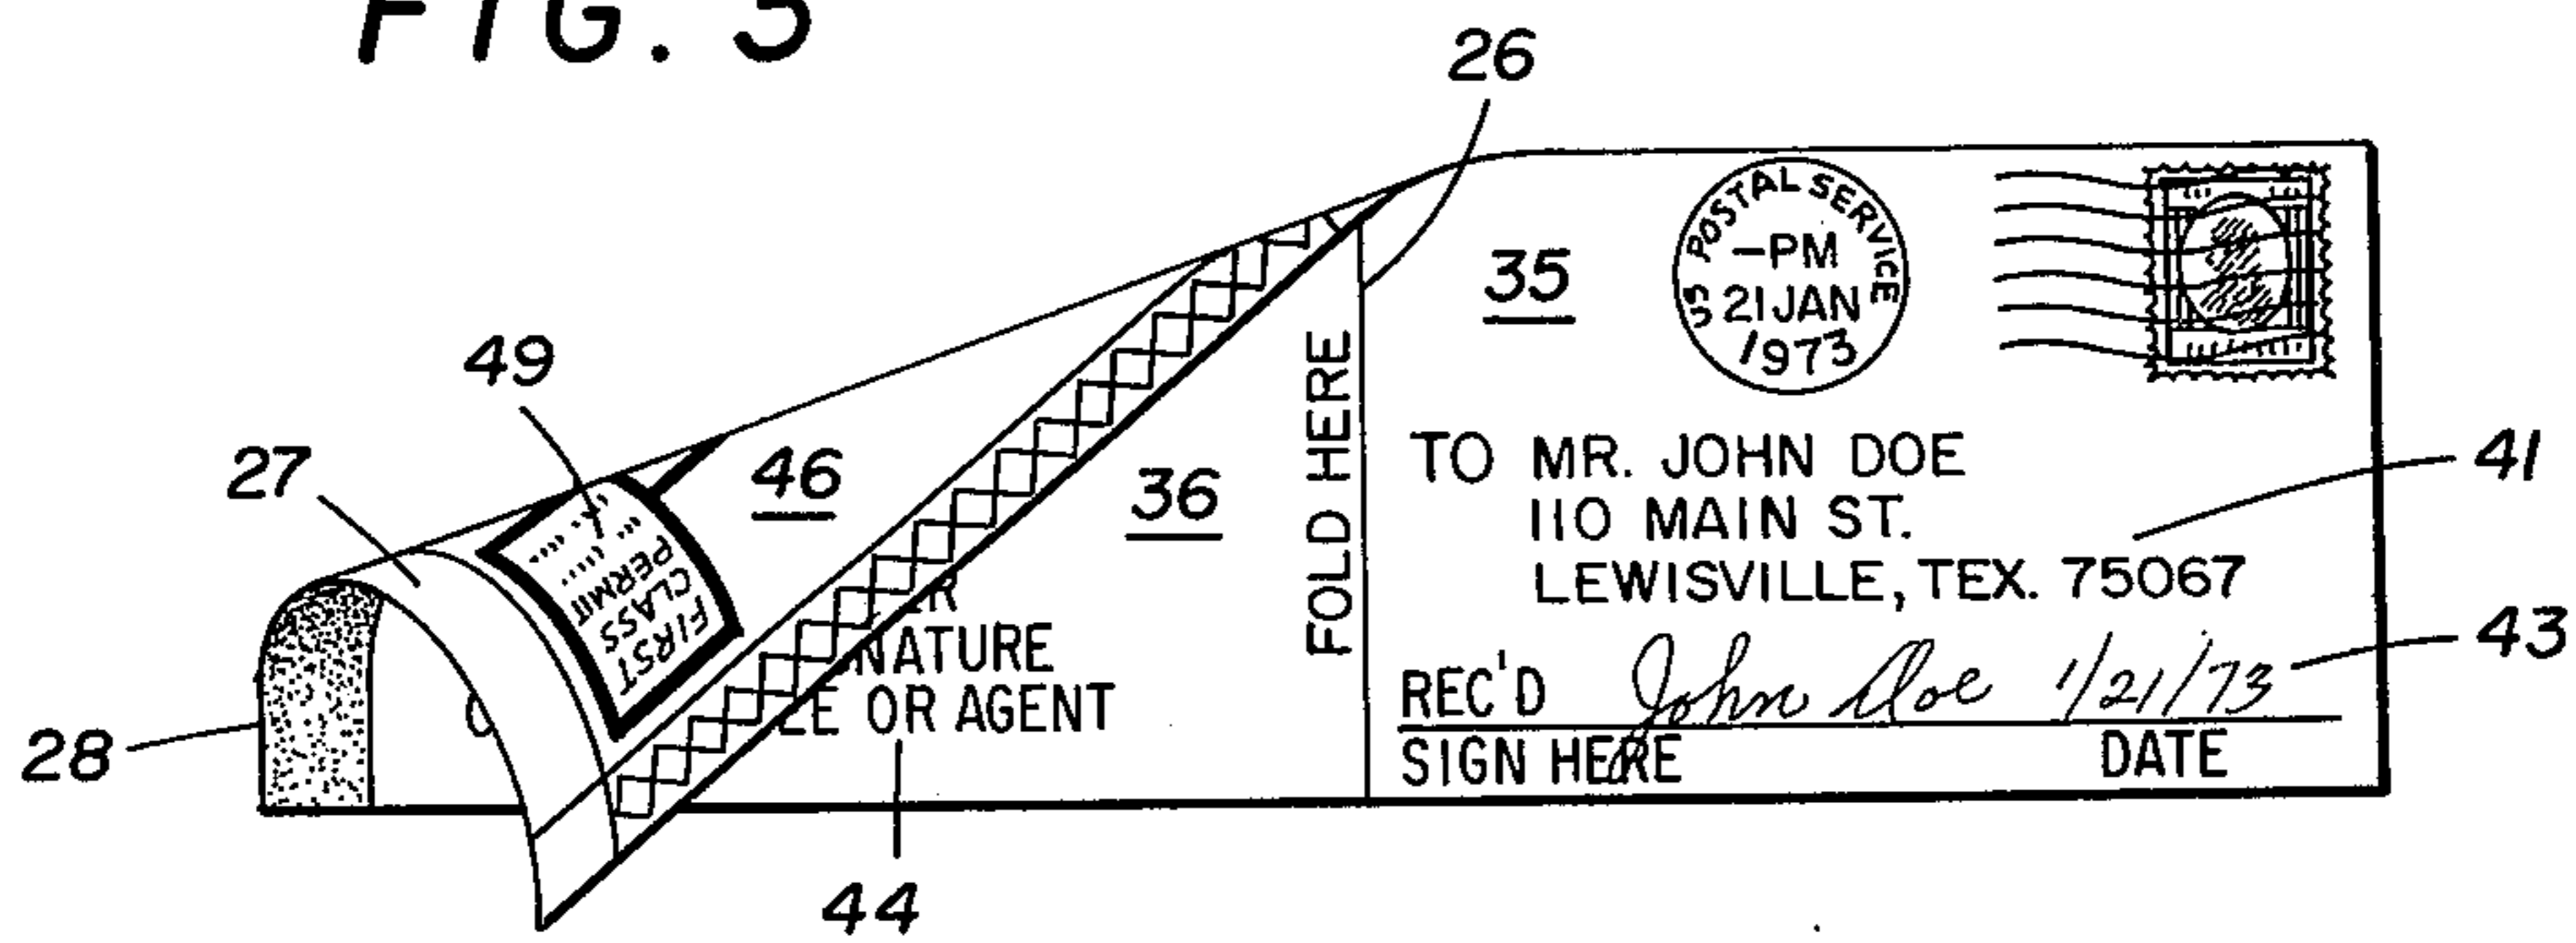 FIG. 5
26
US POSTAL SERVICE
-PM
21 JAN
1973
35
49
FOLD HERE
TO MR. JOHN DOE
110 MAIN ST.
LEWISVILLE, TEX. 75067
41
27
46
36
FIRST
CLASS
PERMIT
NATURE
EE OR AGENT
REC'D John Doe 1/21/73
43
SIGN HERE DATE
28
44